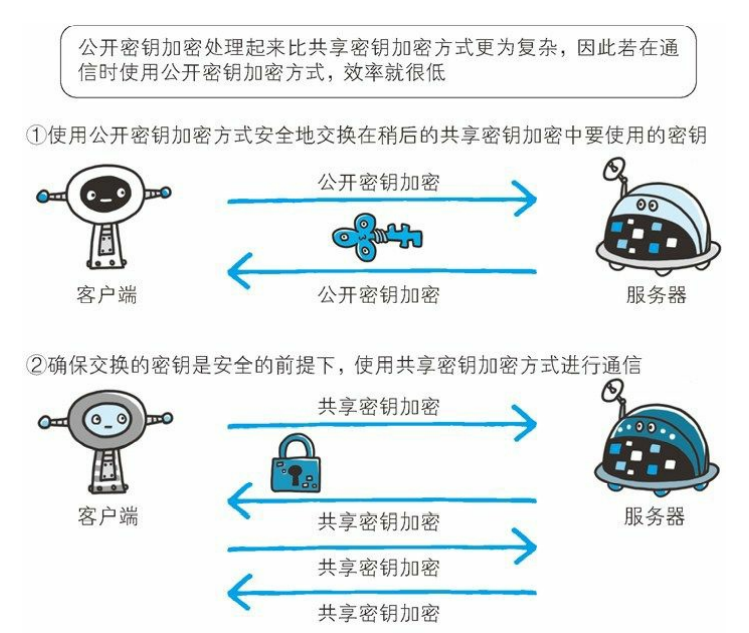 公开密钥加密处理起来比共享密钥加密方式更为复杂，因此若在通
信时使用公开密钥加密方式，效率就很低
①使用公开密钥加密方式安全地交换在稍后的共享密钥加密中要使用的密钥
公开密钥加密
客户端
公开密钥加密
服务器
②确保交换的密钥是安全的前提下，使用共享密钥加密方式进行通信
共享密钥加密
客户端
共享密钥加密
服务器
共享密钥加密
共享密钥加密